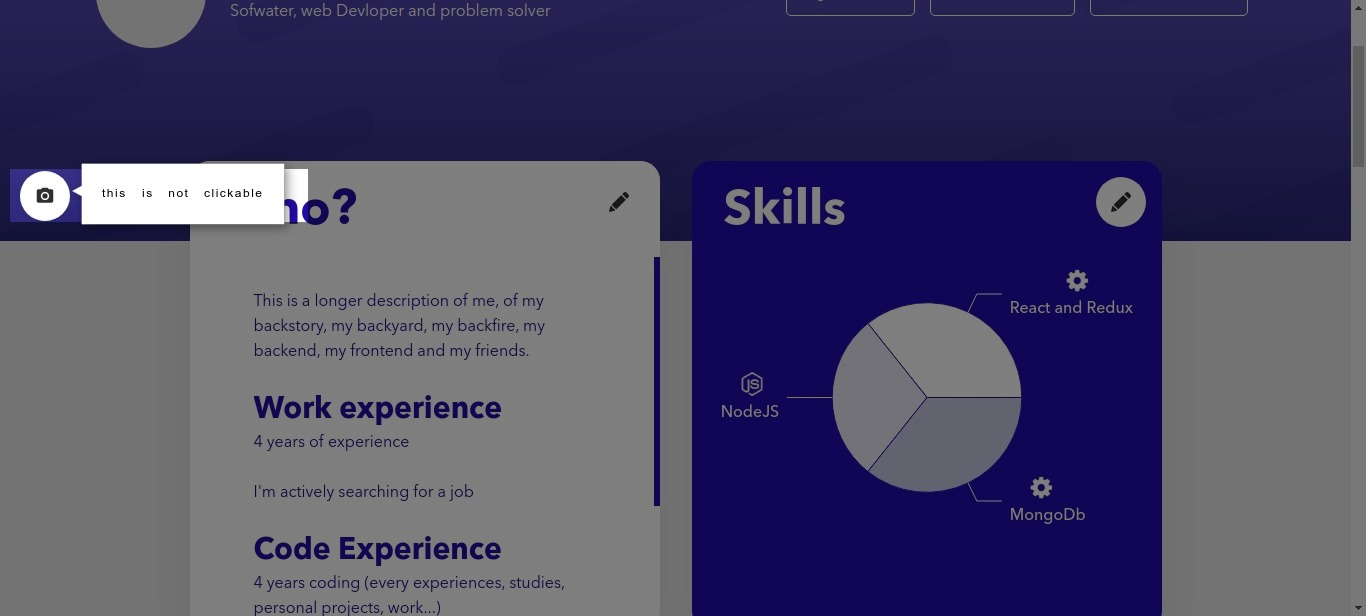 Sofwater, web Devloper and problem solver
this is not clickable
ho?
This is a longer description of me, of my
backstory, my backyard, my backfire, my
backend, my frontend and my friends.
Work experience
4 years of experience
I'm actively searching for a job
Code Experience
4 years coding (every experiences, studies,
personal projects, work...)
Skills
React and Redux
JS
NodeJS
MongoDb